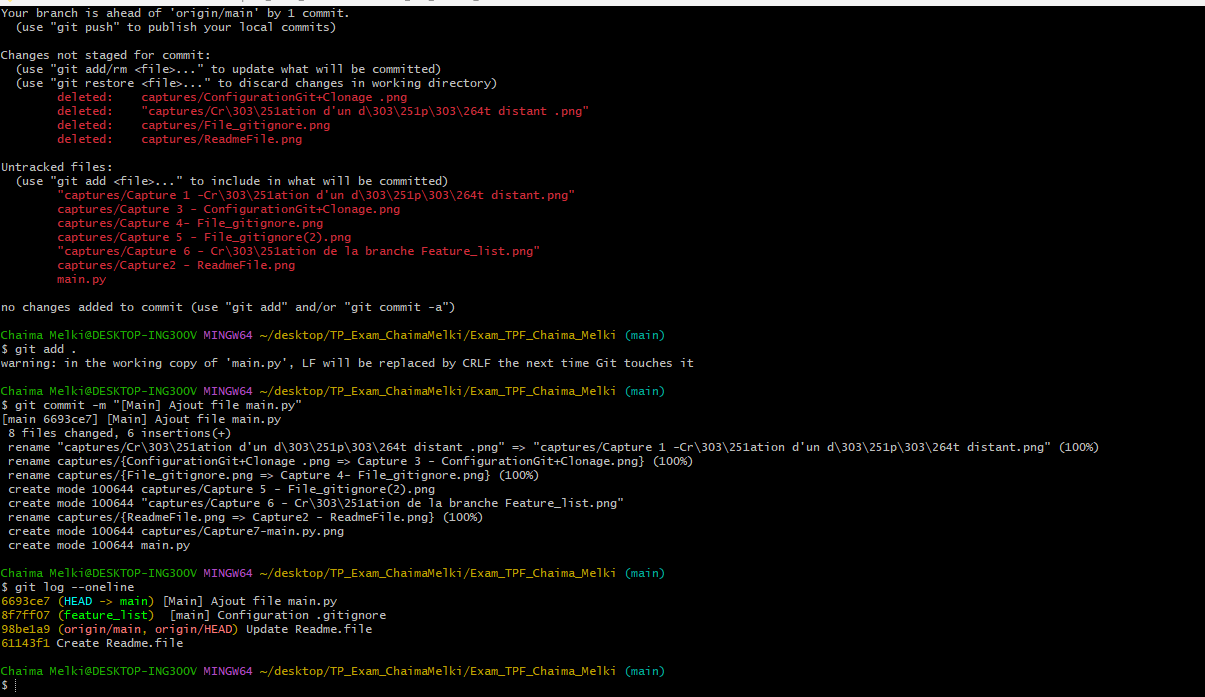 Your branch is ahead of 'origin/main' by 1 commit.
  (use "git push" to publish your local commits)

Changes not staged for commit:
  (use "git add/rm <file>..." to update what will be committed)
  (use "git restore <file>..." to discard changes in working directory)
        deleted:    captures/ConfigurationGit+Clonage .png
        deleted:    "captures/Cr\303\251ation d'un d\303\251p\303\264t distant .png"
        deleted:    captures/File_gitignore.png
        deleted:    captures/ReadmeFile.png

Untracked files:
  (use "git add <file>..." to include in what will be committed)
        "captures/Capture 1 -Cr\303\251ation d'un d\303\251p\303\264t distant.png"
        captures/Capture 3 - ConfigurationGit+Clonage.png
        captures/Capture 4- File_gitignore.png
        captures/Capture 5 - File_gitignore(2).png
        "captures/Capture 6 - Cr\303\251ation de la branche Feature_list.png"
        captures/Capture2 - ReadmeFile.png
        main.py

no changes added to commit (use "git add" and/or "git commit -a")

Chaima Melki@DESKTOP-ING3OOV MINGW64 ~/desktop/TP_Exam_ChaimaMelki/Exam_TPF_Chaima_Melki (main)
$ git add .
warning: in the working copy of 'main.py', LF will be replaced by CRLF the next time Git touches it

Chaima Melki@DESKTOP-ING3OOV MINGW64 ~/desktop/TP_Exam_ChaimaMelki/Exam_TPF_Chaima_Melki (main)
$ git commit -m "[Main] Ajout file main.py"
[main 6693ce7] [Main] Ajout file main.py
 8 files changed, 6 insertions(+)
 rename "captures/Cr\303\251ation d'un d\303\251p\303\264t distant .png" => "captures/Capture 1 -Cr\303\251ation d'un d\303\251p\303\264t distant.png" (100%)
 rename captures/{ConfigurationGit+Clonage .png => Capture 3 - ConfigurationGit+Clonage.png} (100%)
 rename captures/{File_gitignore.png => Capture 4- File_gitignore.png} (100%)
 create mode 100644 captures/Capture 5 - File_gitignore(2).png
 create mode 100644 "captures/Capture 6 - Cr\303\251ation de la branche Feature_list.png"
 rename captures/{ReadmeFile.png => Capture2 - ReadmeFile.png} (100%)
 create mode 100644 captures/Capture7-main.py.png
 create mode 100644 main.py

Chaima Melki@DESKTOP-ING3OOV MINGW64 ~/desktop/TP_Exam_ChaimaMelki/Exam_TPF_Chaima_Melki (main)
$ git log --oneline
6693ce7 (HEAD -> main) [Main] Ajout file main.py
8f7ff07 (feature_list)  [main] Configuration .gitignore
98be1a9 (origin/main, origin/HEAD) Update Readme.file
61143f1 Create Readme.file

Chaima Melki@DESKTOP-ING3OOV MINGW64 ~/desktop/TP_Exam_ChaimaMelki/Exam_TPF_Chaima_Melki (main)
$